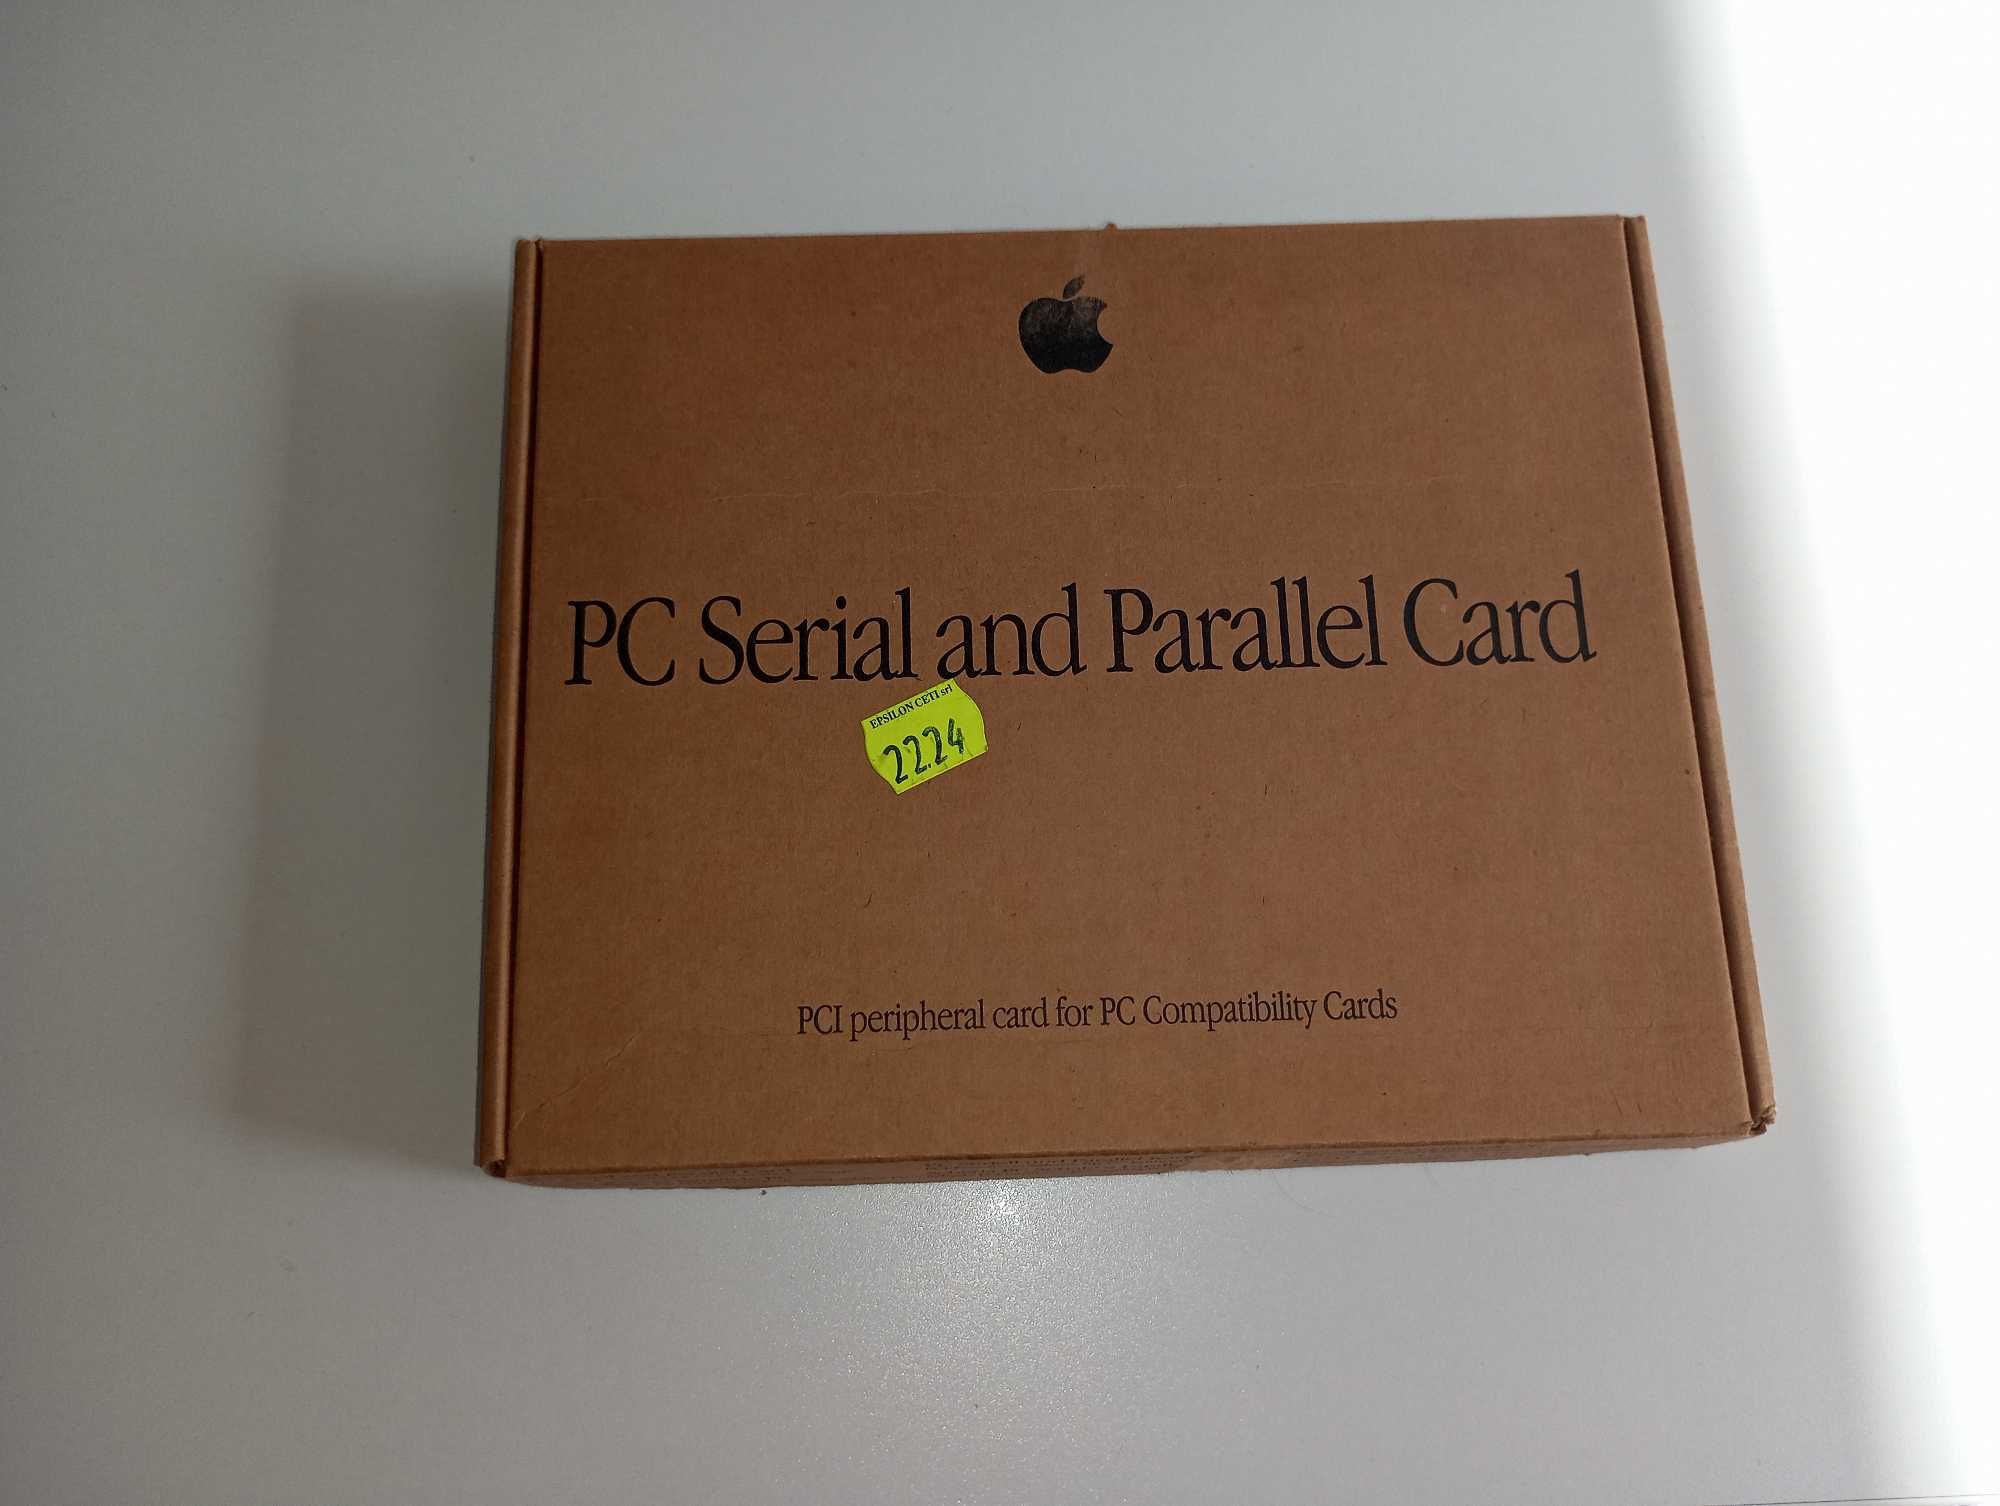 PC Serial and Parallel Card
EPSILON CETI srl
22.24
PCI peripheral card for PC Compatibility Cards